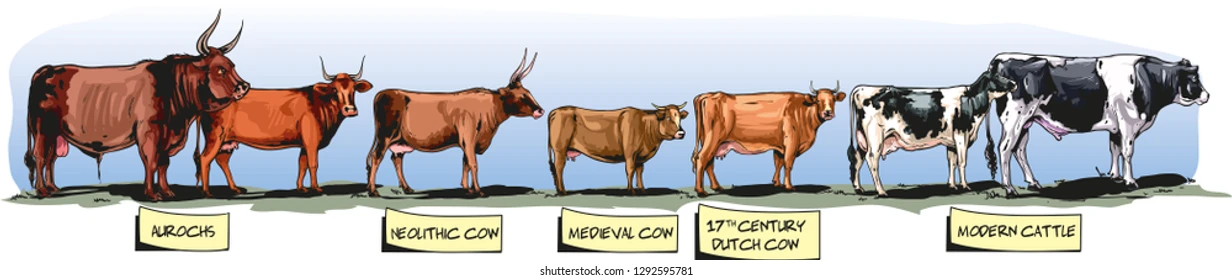 AUROCHS
NEOLITHIC COW
MEDIEVAL COW
17TH CENTURY
DUTCH COW
MODERN CATTLE
shutterstock.com · 1292595781